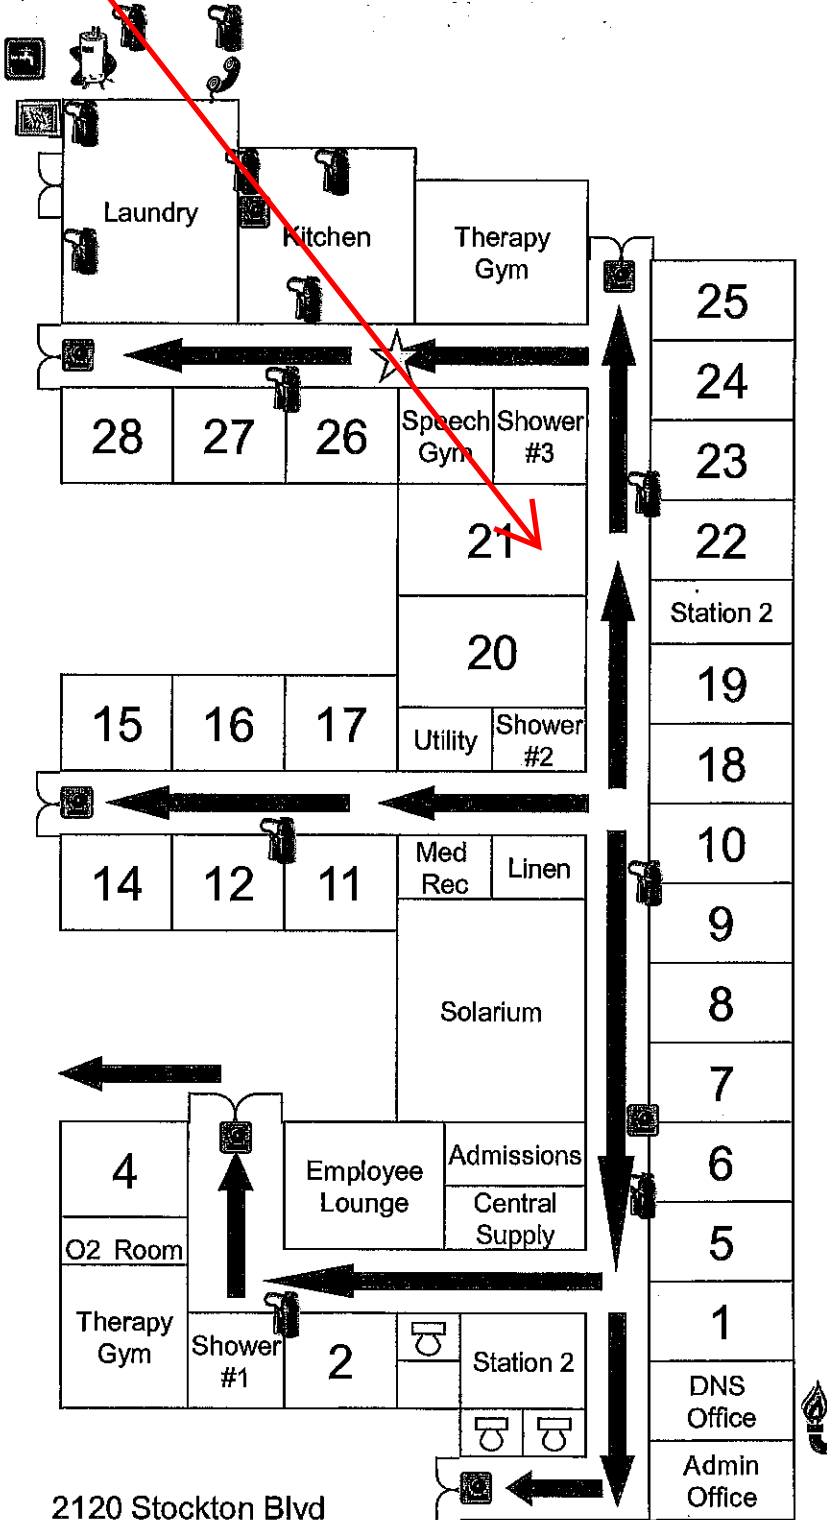 Laundry
Kitchen
Therapy
Gym
25
24
23
22
Station 2
19
18
10
9
8
7
6
5
1
DNS
Office
Admin
Office
28
27
26
Speech
Gym
Shower
#3
21
20
15
16
17
Utility
Shower
#2
14
12
11
Med
Rec
Linen
Solarium
4
O2 Room
Therapy
Gym
Employee
Lounge
Admissions
Central
Supply
Shower
#1
2
Station 2
2120 Stockton Blvd